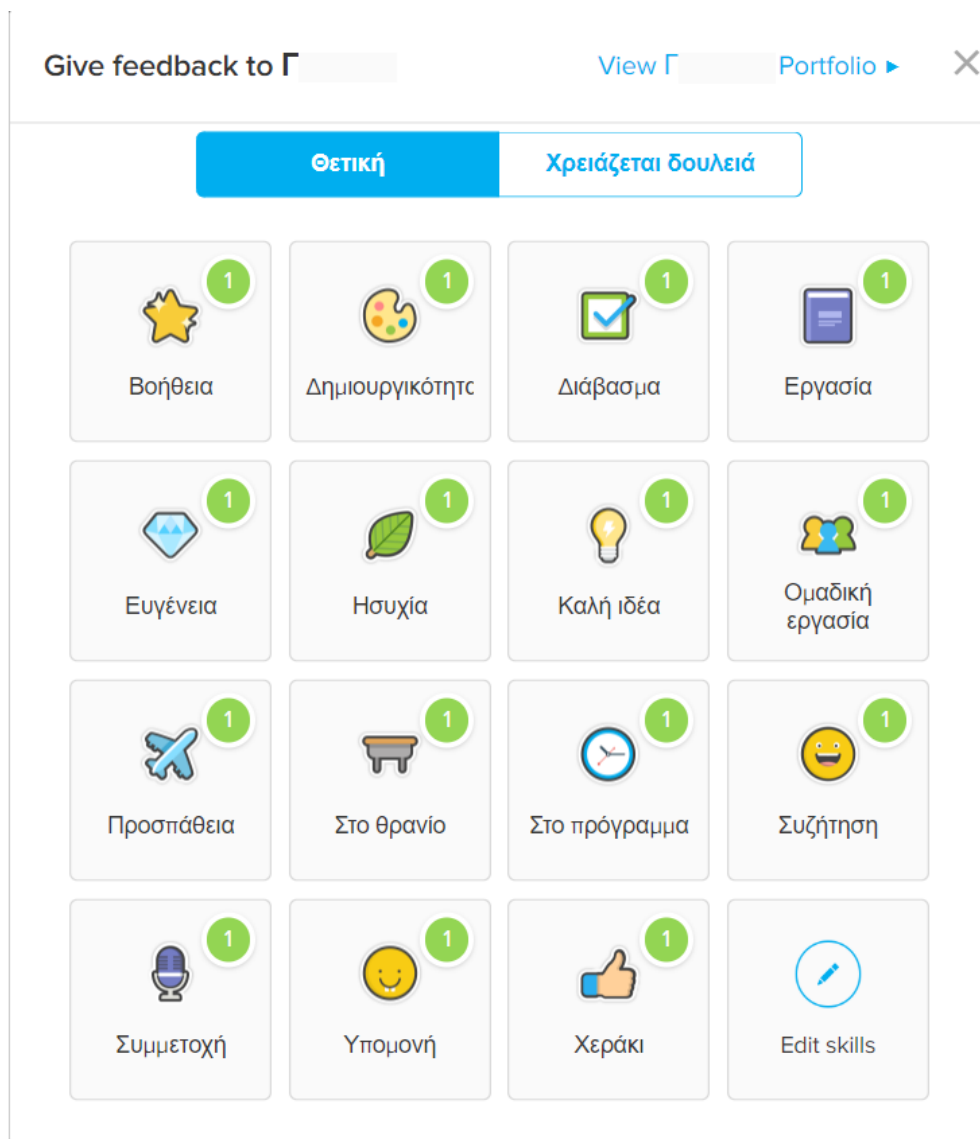 Give feedback to Γ
View Γ Portfolio ▸ ×
Θετική Χρειάζεται δουλειά
1 1 1 1
Βοήθεια Δημιουργικότητα Διάβασμα Εργασία
1 1 1 1
Ευγένεια Ησυχία Καλή ιδέα Ομαδική
εργασία
1 1 1 1
Προσπάθεια Στο θρανίο Στο πρόγραμμα Συζήτηση
1 1 1
Συμμετοχή Υπομονή Χεράκι Edit skills